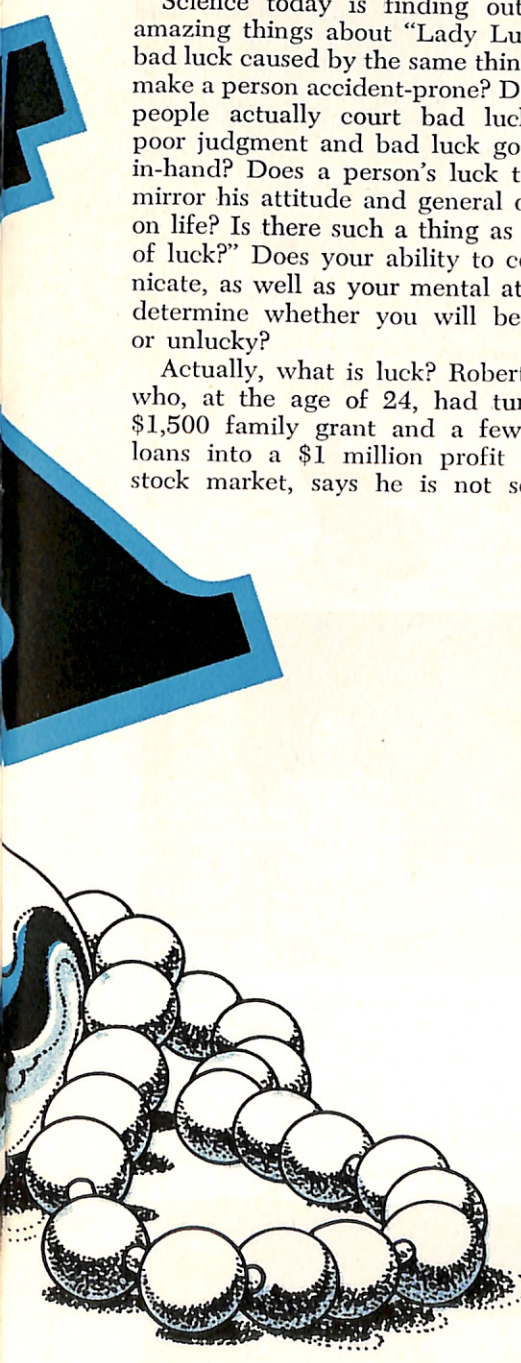 Science today is finding out
amazing things about “Lady Lu
bad luck caused by the same thin
make a person accident-prone? D
people actually court bad luc
poor judgment and bad luck go
in-hand? Does a person's luck t
mirror his attitude and general o
on life? Is there such a thing as
of luck?” Does your ability to co
nicate, as well as your mental at
determine whether you will be
or unlucky?
Actually, what is luck? Robert
who, at the age of 24, had tur
$1,500 family grant and a few
loans into a $1 million profit
stock market, says he is not s